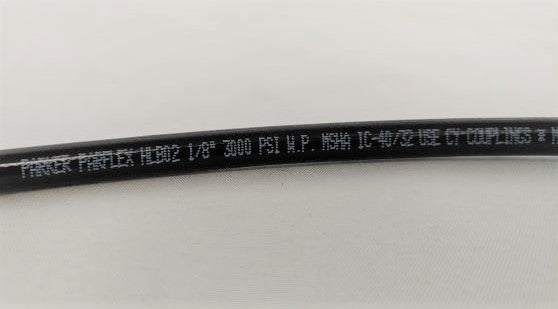 PARKER PARFLEX HLB02 1/8" 3000 PSI W.P. MSHA IC-40/32 USE CY COUPLINGS *